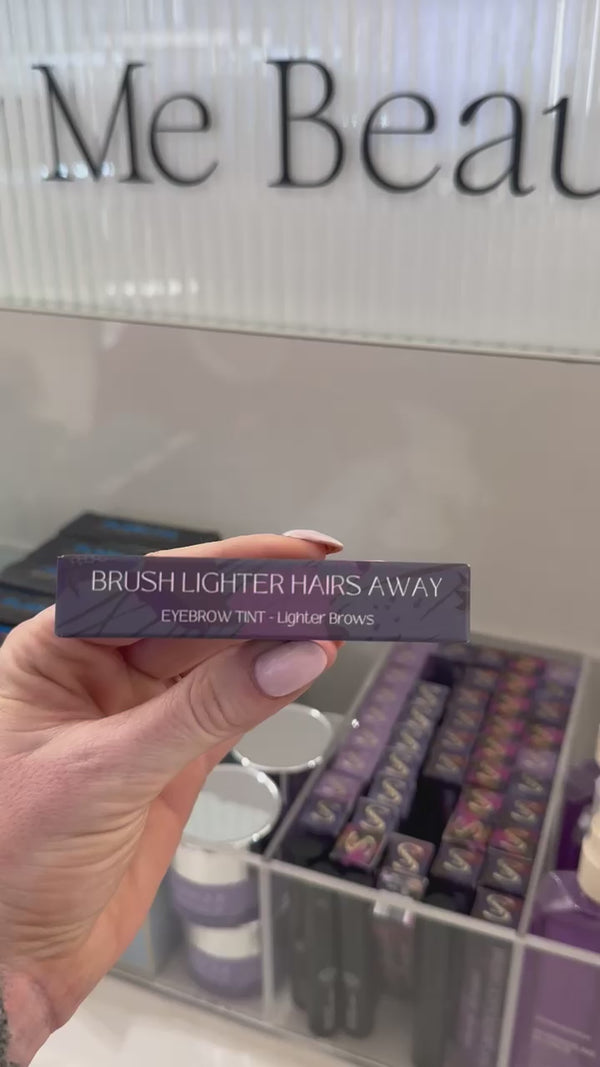 Me Beau
BRUSH LIGHTER HAIRS AWAY
EYEBROW TINT - Lighter Brows